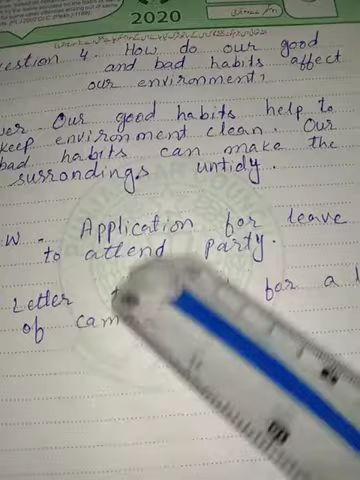 2020
estion 4. How do our good
and bad habits affect
our environment?
er. Our good habits help to
keep environment clean. Our
bad habits can make the
surrondings untidy.
W - Application for leave
to attend party.
Letter for a
of cam